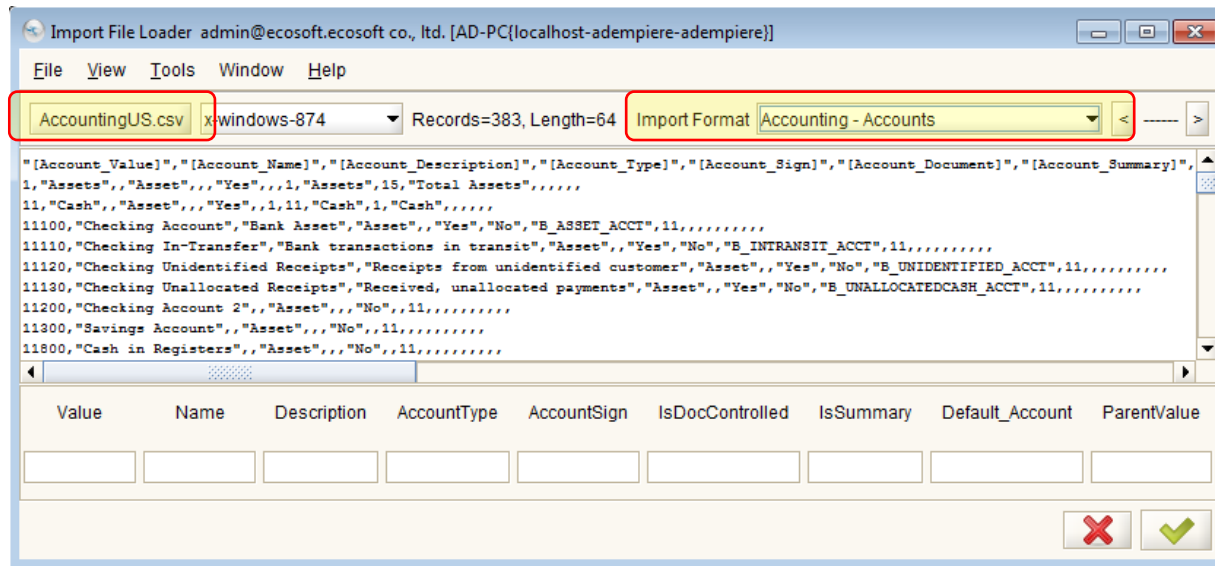 Import File Loader admin@ecosoft.ecosoft co., ltd. [AD-PC{localhost-adempiere-adempiere}]
File View Tools Window Help
AccountingUS.csv x-windows-874 Records=383, Length=64 Import Format Accounting - Accounts < ------ >
"[Account_Value]","[Account_Name]","[Account_Description]","[Account_Type]","[Account_Sign]","[Account_Document]","[Account_Summary]",
1,"Assets",,"Asset",,,"Yes",,,1,"Assets",15,"Total Assets",,,,,,
11,"Cash",,"Asset",,,"Yes",,1,11,"Cash",1,"Cash",,,,,,
11100,"Checking Account","Bank Asset","Asset",,"Yes","No","B_ASSET_ACCT",11,,,,,,,,,,
11110,"Checking In-Transfer","Bank transactions in transit","Asset",,"Yes","No","B_INTRANSIT_ACCT",11,,,,,,,,,,
11120,"Checking Unidentified Receipts","Receipts from unidentified customer","Asset",,"Yes","No","B_UNIDENTIFIED_ACCT",11,,,,,,,,,,
11130,"Checking Unallocated Receipts","Received, unallocated payments","Asset",,"Yes","No","B_UNALLOCATEDCASH_ACCT",11,,,,,,,,,,
11200,"Checking Account 2",,"Asset",,,"No",,11,,,,,,,,,,
11300,"Savings Account",,"Asset",,,"No",,11,,,,,,,,,,
11800,"Cash in Registers",,"Asset",,,"No",,11,,,,,,,,,,
Value Name Description AccountType AccountSign IsDocControlled IsSummary Default_Account ParentValue